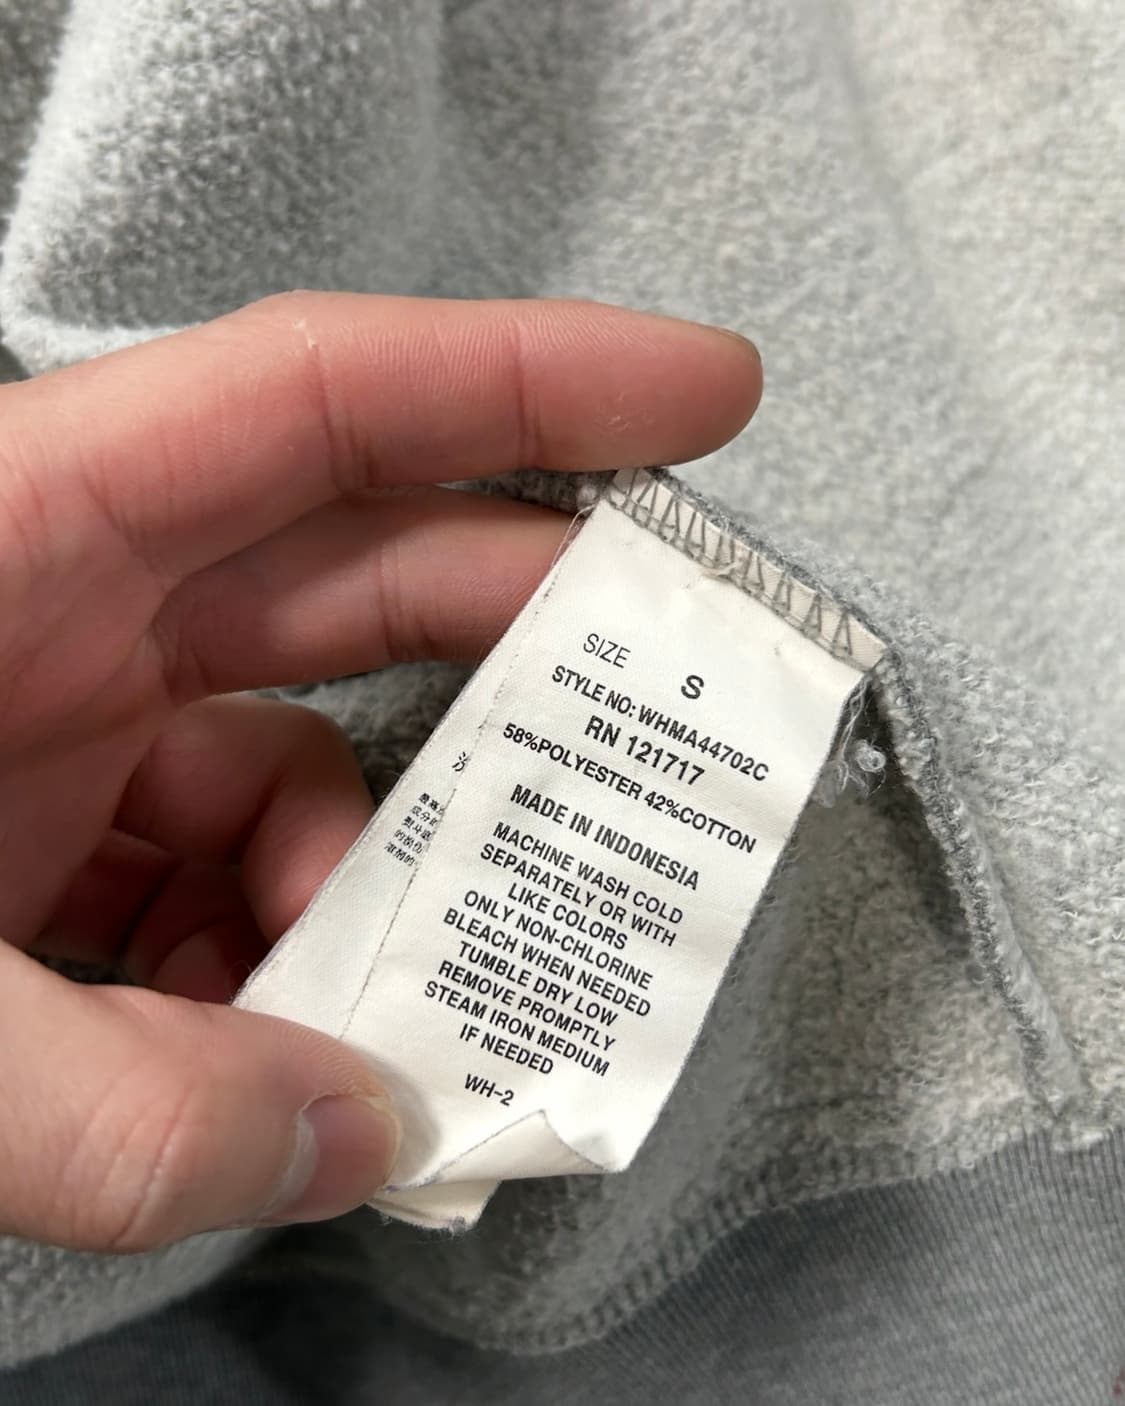 SIZE S
STYLE NO: WHMA44702C
RN 121717
58%POLYESTER 42%COTTON
MADE IN INDONESIA
MACHINE WASH COLD
SEPARATELY OR WITH
LIKE COLORS
ONLY NON-CHLORINE
BLEACH WHEN NEEDED
TUMBLE DRY LOW
REMOVE PROMPTLY
STEAM IRON MEDIUM
IF NEEDED
WH-2